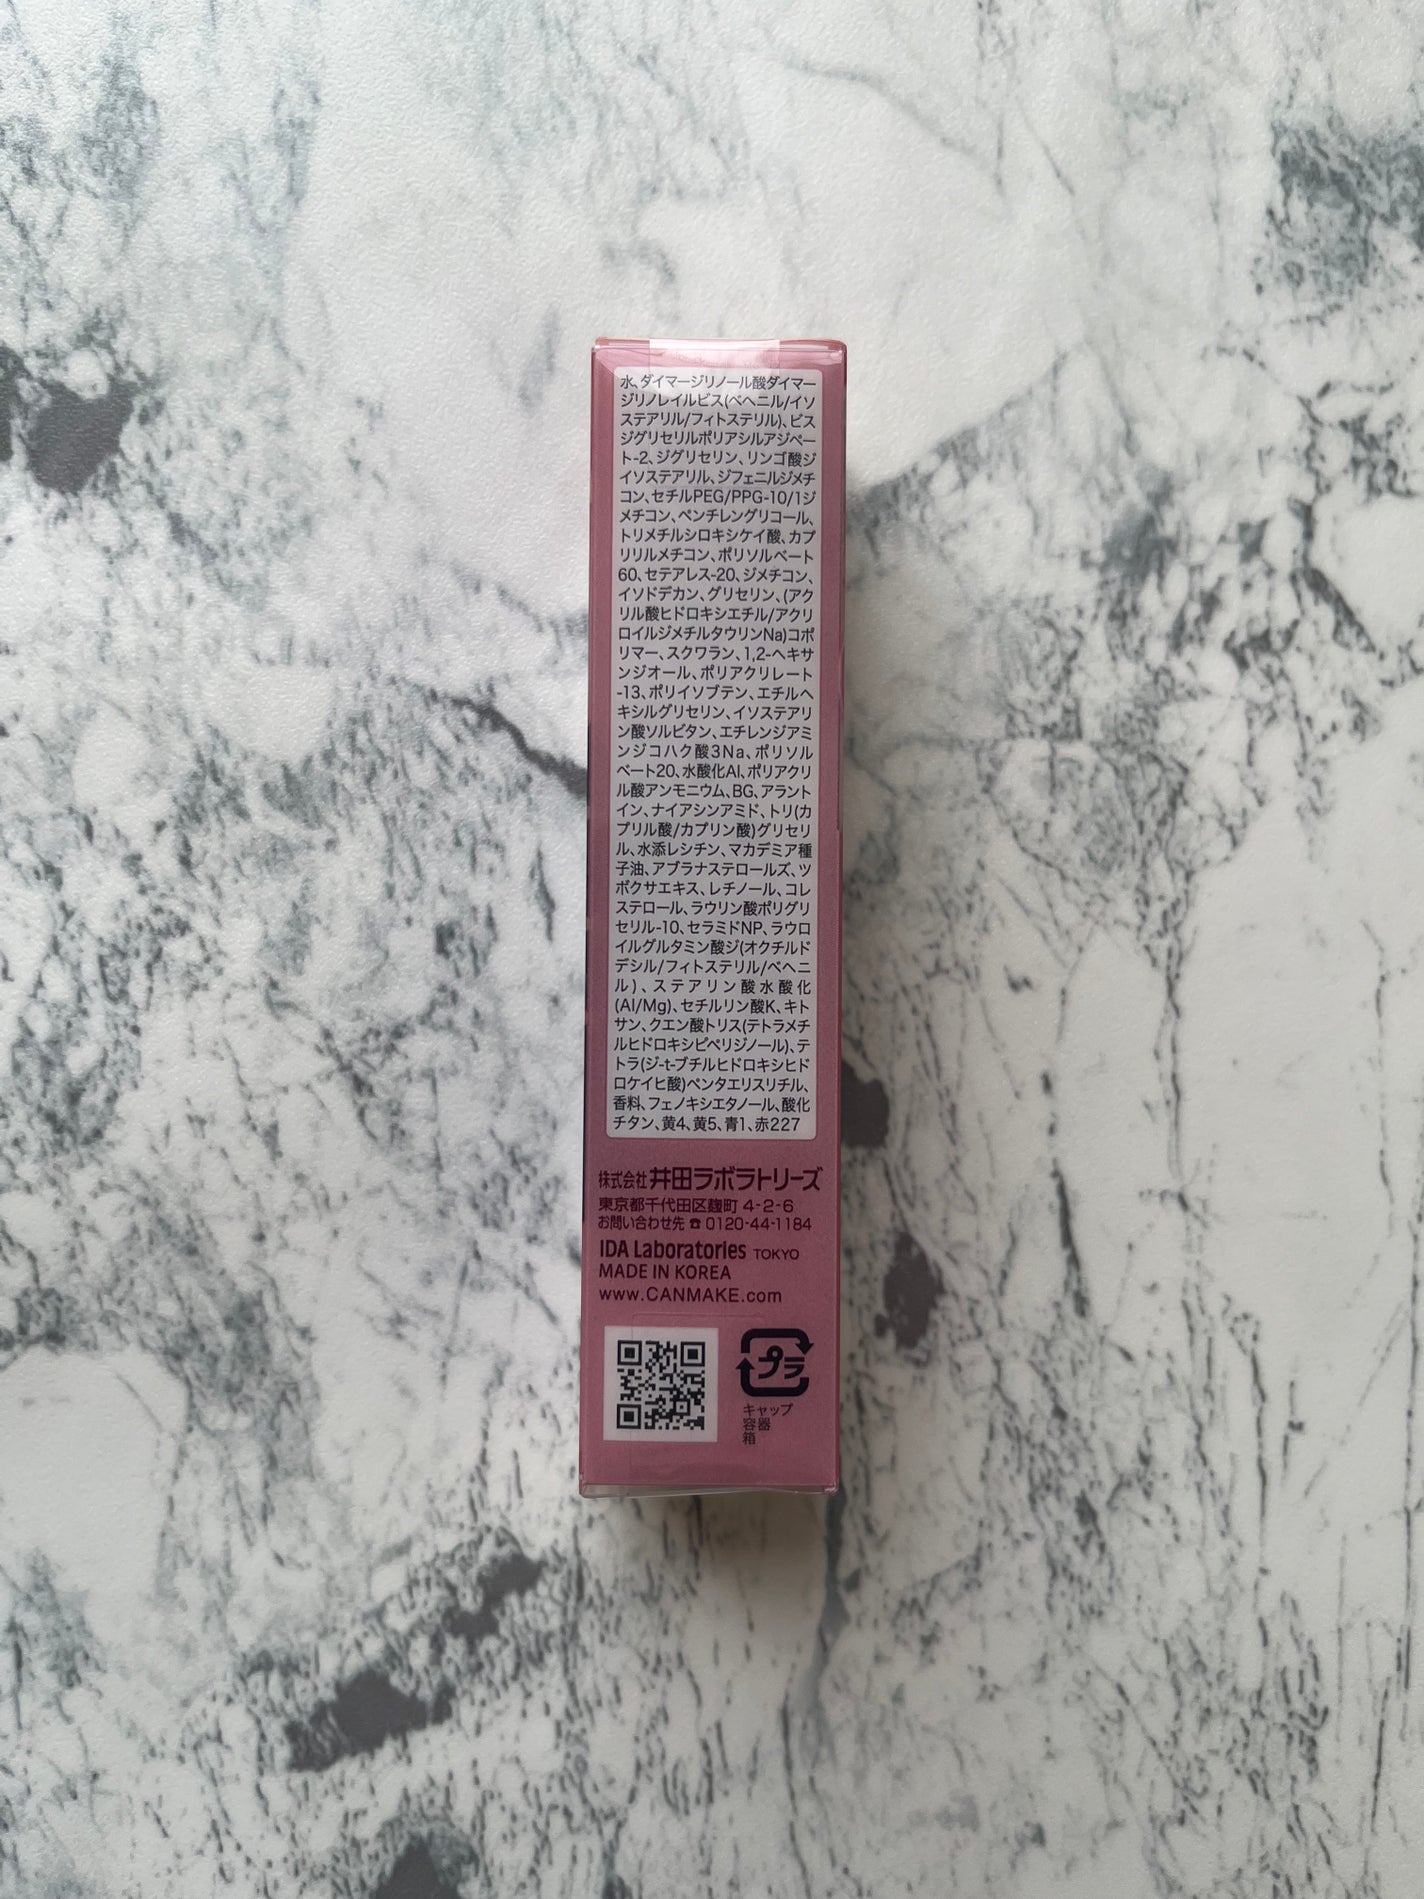 水、ダイマージリノール酸ダイマー
ジリノレイルビス(ベヘニル/イソ
ステアリル/フィトステリル)、ビス
ジグリセリルポリアシルアジペー
ト-2、ジグリセリン、リンゴ酸ジ
イソステアリル、ジフェニルジメチ
コン、セチルPEG/PPG-10/1ジ
メチコン、ペンチレングリコール、
トリメチルシロキシケイ酸、カプ
リリルメチコン、ポリソルベート
60、セテアレス-20、ジメチコン、
イソドデカン、グリセリン、(アク
リル酸ヒドロキシエチル/アクリ
ロイルジメチルタウリンNa)コポ
リマー、スクワラン、1,2-ヘキサ
ンジオール、ポリアクリレート
-13、ポリイソブテン、エチルヘ
キシルグリセリン、イソステアリ
ン酸ソルビタン、エチレンジアミ
ンジコハク酸3Na、ポリソル
ベート20、水酸化Al、ポリアクリ
ル酸アンモニウム、BG、アラント
イン、ナイアシンアミド、トリ(カ
プリル酸/カプリン酸)グリセリ
ル、水添レシチン、マカデミア種
子油、アブラナステロールズ、ツ
ボクサエキス、レチノール、コレ
ステロール、ラウリン酸ポリグリ
セリル-10、セラミドNP、ラウロ
イルグルタミン酸ジ(オクチルド
デシル/フィトステリル/ベヘニ
ル)、ステアリン酸水酸化
(Al/Mg)、セチルリン酸K、キト
サン、クエン酸トリス(テトラメチ
ルヒドロキシピペリジノール)、テ
トラ(ジ-t-ブチルヒドロキシヒド
ロケイヒ酸)ペンタエリスリチル、
香料、フェノキシエタノール、酸化
チタン、黄4、黄5、青1、赤227
株式会社 井田ラボラトリーズ
東京都千代田区麹町 4-2-6
お問い合わせ先 ☎ 0120-44-1184
IDA Laboratories TOKYO
MADE IN KOREA
www.CANMAKE.com
プラ
キャップ
容器
箱